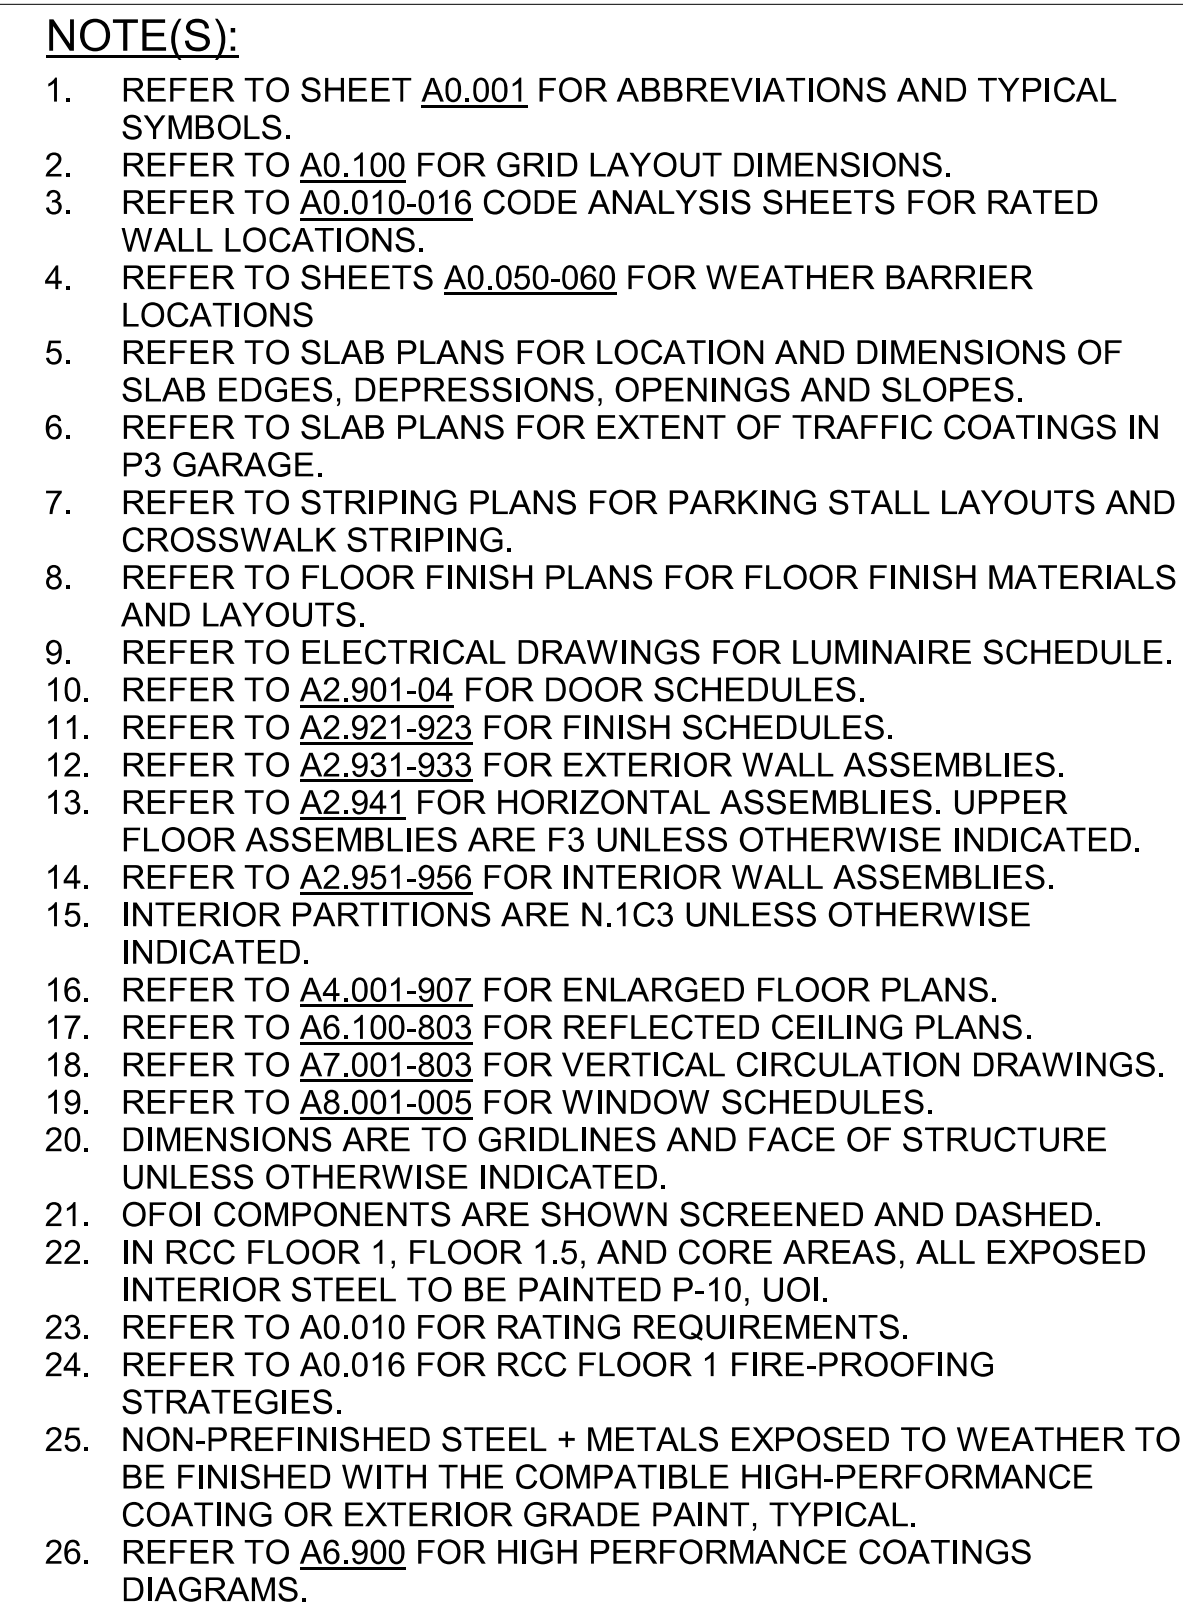 NOTE(S):
1. REFER TO SHEET A0.001 FOR ABBREVIATIONS AND TYPICAL
SYMBOLS.
2. REFER TO A0.100 FOR GRID LAYOUT DIMENSIONS.
3. REFER TO A0.010-016 CODE ANALYSIS SHEETS FOR RATED
WALL LOCATIONS.
4. REFER TO SHEETS A0.050-060 FOR WEATHER BARRIER
LOCATIONS
5. REFER TO SLAB PLANS FOR LOCATION AND DIMENSIONS OF
SLAB EDGES, DEPRESSIONS, OPENINGS AND SLOPES.
6. REFER TO SLAB PLANS FOR EXTENT OF TRAFFIC COATINGS IN
P3 GARAGE.
7. REFER TO STRIPING PLANS FOR PARKING STALL LAYOUTS AND
CROSSWALK STRIPING.
8. REFER TO FLOOR FINISH PLANS FOR FLOOR FINISH MATERIALS
AND LAYOUTS.
9. REFER TO ELECTRICAL DRAWINGS FOR LUMINAIRE SCHEDULE.
10. REFER TO A2.901-04 FOR DOOR SCHEDULES.
11. REFER TO A2.921-923 FOR FINISH SCHEDULES.
12. REFER TO A2.931-933 FOR EXTERIOR WALL ASSEMBLIES.
13. REFER TO A2.941 FOR HORIZONTAL ASSEMBLIES. UPPER
FLOOR ASSEMBLIES ARE F3 UNLESS OTHERWISE INDICATED.
14. REFER TO A2.951-956 FOR INTERIOR WALL ASSEMBLIES.
15. INTERIOR PARTITIONS ARE N.1C3 UNLESS OTHERWISE
INDICATED.
16. REFER TO A4.001-907 FOR ENLARGED FLOOR PLANS.
17. REFER TO A6.100-803 FOR REFLECTED CEILING PLANS.
18. REFER TO A7.001-803 FOR VERTICAL CIRCULATION DRAWINGS.
19. REFER TO A8.001-005 FOR WINDOW SCHEDULES.
20. DIMENSIONS ARE TO GRIDLINES AND FACE OF STRUCTURE
UNLESS OTHERWISE INDICATED.
21. OFOI COMPONENTS ARE SHOWN SCREENED AND DASHED.
22. IN RCC FLOOR 1, FLOOR 1.5, AND CORE AREAS, ALL EXPOSED
INTERIOR STEEL TO BE PAINTED P-10, UOI.
23. REFER TO A0.010 FOR RATING REQUIREMENTS.
24. REFER TO A0.016 FOR RCC FLOOR 1 FIRE-PROOFING
STRATEGIES.
25. NON-PREFINISHED STEEL + METALS EXPOSED TO WEATHER TO
BE FINISHED WITH THE COMPATIBLE HIGH-PERFORMANCE
COATING OR EXTERIOR GRADE PAINT, TYPICAL.
26. REFER TO A6.900 FOR HIGH PERFORMANCE COATINGS
DIAGRAMS.